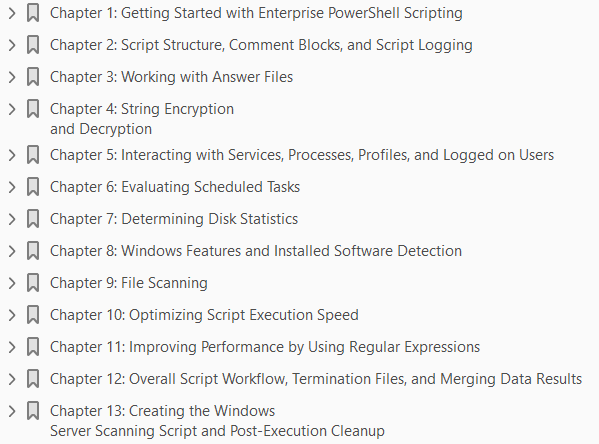 Chapter 1: Getting Started with Enterprise PowerShell Scripting
Chapter 2: Script Structure, Comment Blocks, and Script Logging
Chapter 3: Working with Answer Files
Chapter 4: String Encryption
and Decryption
Chapter 5: Interacting with Services, Processes, Profiles, and Logged on Users
Chapter 6: Evaluating Scheduled Tasks
Chapter 7: Determining Disk Statistics
Chapter 8: Windows Features and Installed Software Detection
Chapter 9: File Scanning
Chapter 10: Optimizing Script Execution Speed
Chapter 11: Improving Performance by Using Regular Expressions
Chapter 12: Overall Script Workflow, Termination Files, and Merging Data Results
Chapter 13: Creating the Windows
Server Scanning Script and Post-Execution Cleanup